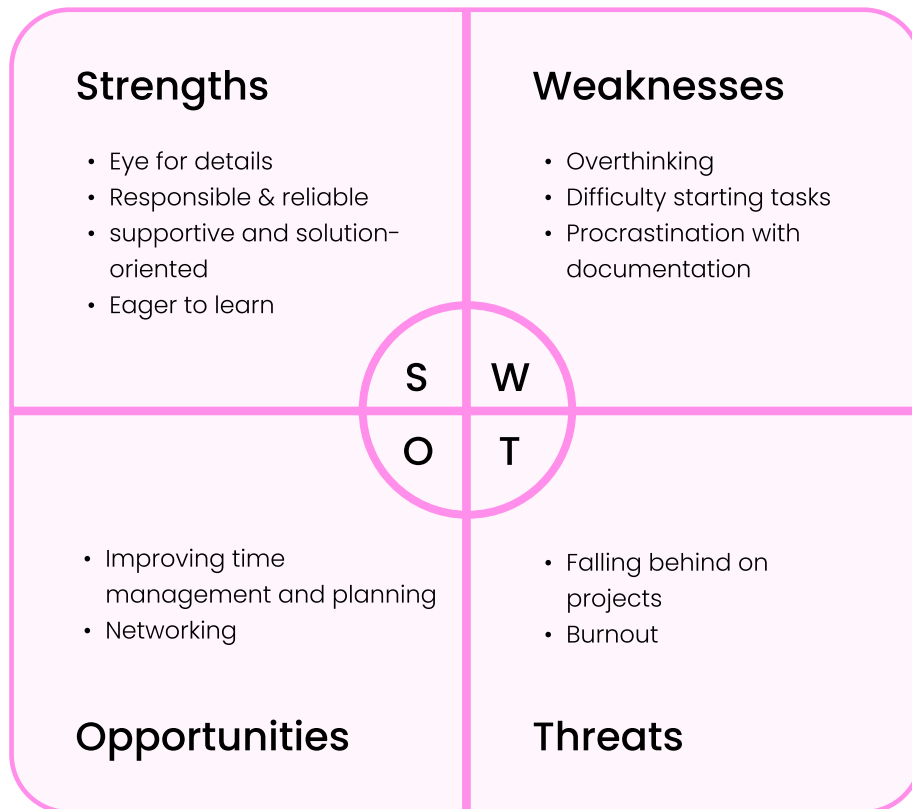 Strengths
• Eye for details
• Responsible & reliable
• supportive and solution-
oriented
• Eager to learn
Weaknesses
• Overthinking
• Difficulty starting tasks
• Procrastination with
documentation
S W
O T
• Improving time
management and planning
• Networking
Opportunities
• Falling behind on
projects
• Burnout
Threats